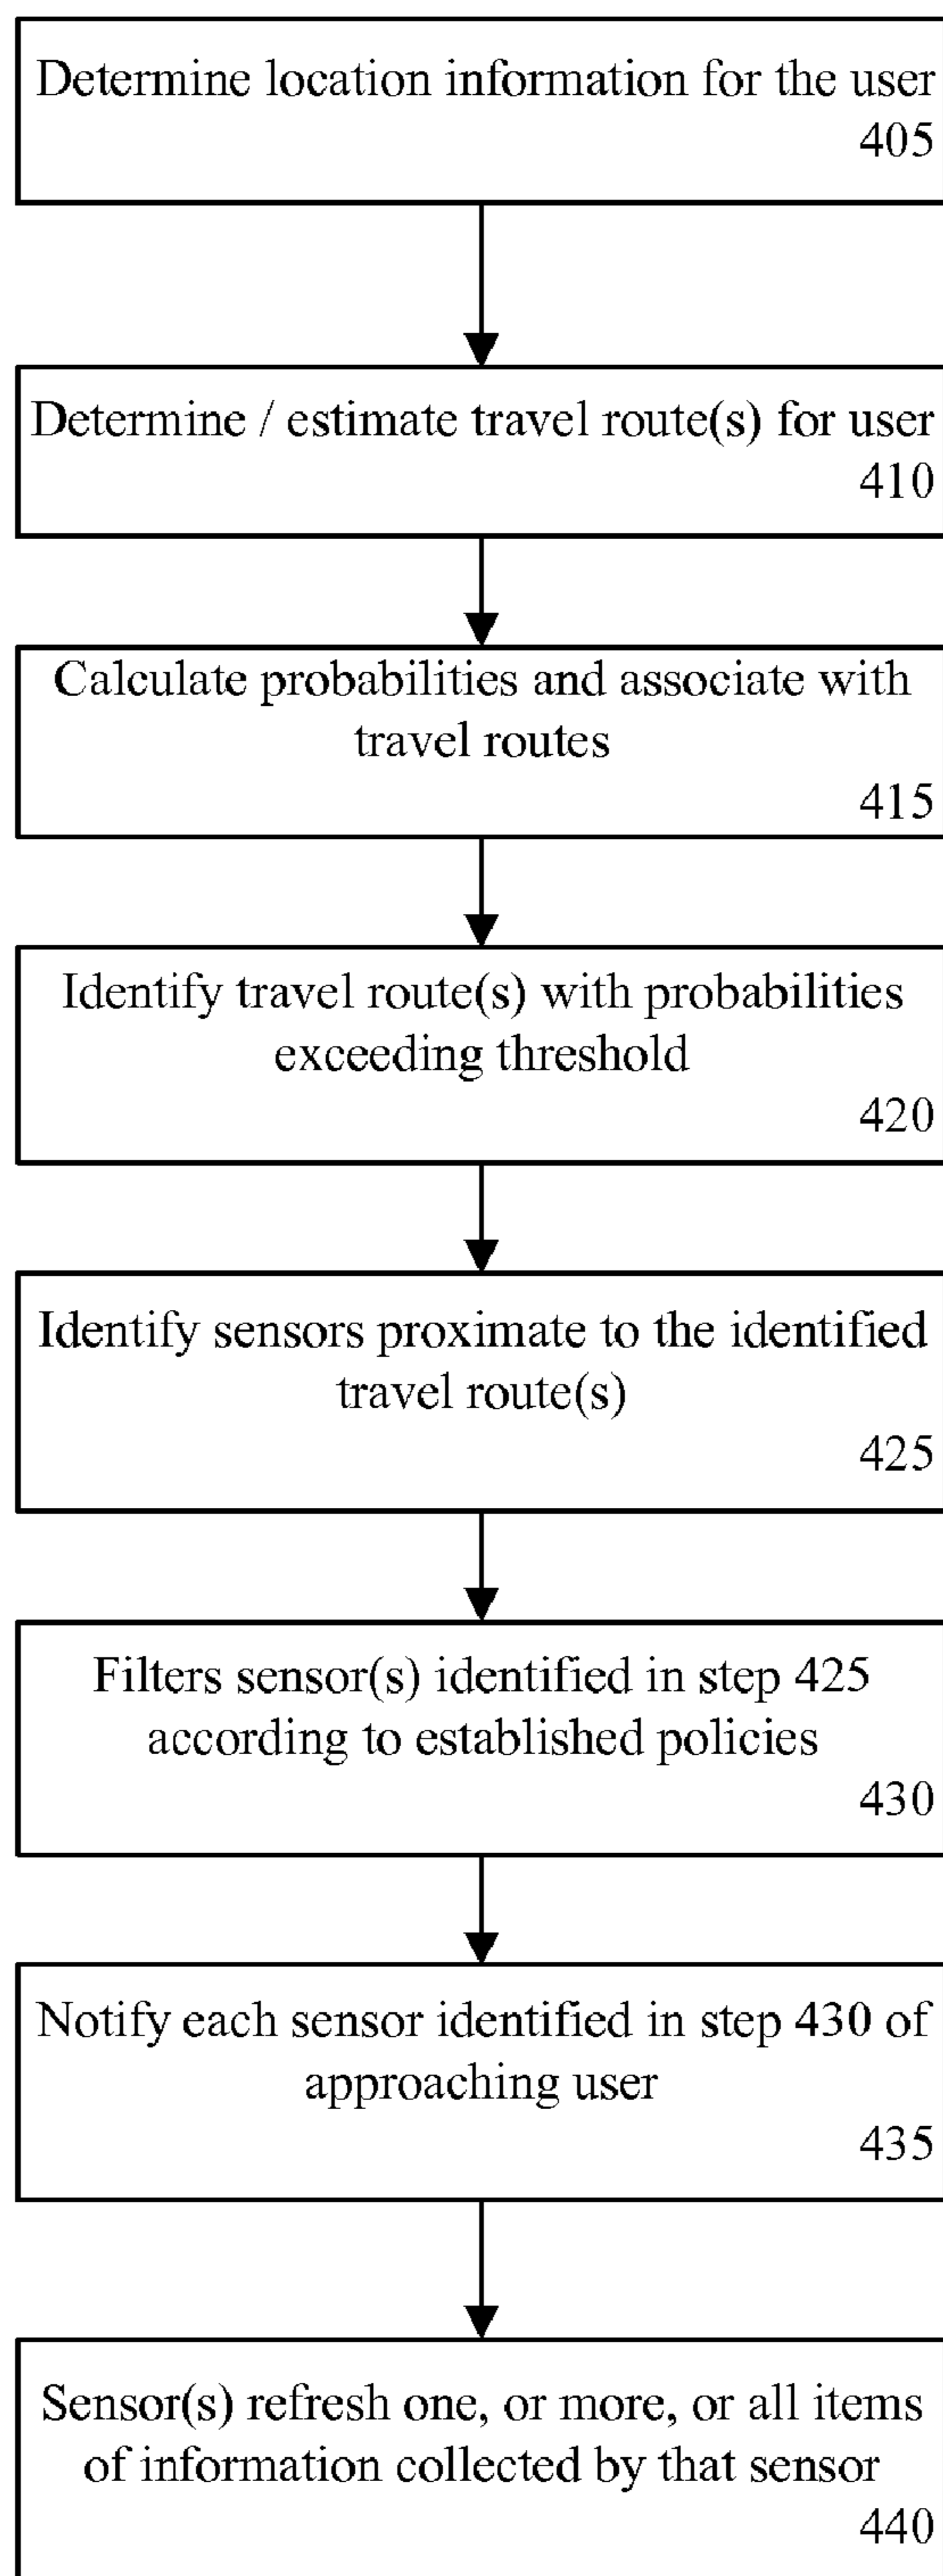 Determine location information for the user
405
Determine / estimate travel route(s) for user
410
Calculate probabilities and associate with
travel routes
415
Identify travel route(s) with probabilities
exceeding threshold
420
Identify sensors proximate to the identified
travel route(s)
425
Filters sensor(s) identified in step 425
according to established policies
430
Notify each sensor identified in step 430 of
approaching user
435
Sensor(s) refresh one, or more, or all items
of information collected by that sensor
440